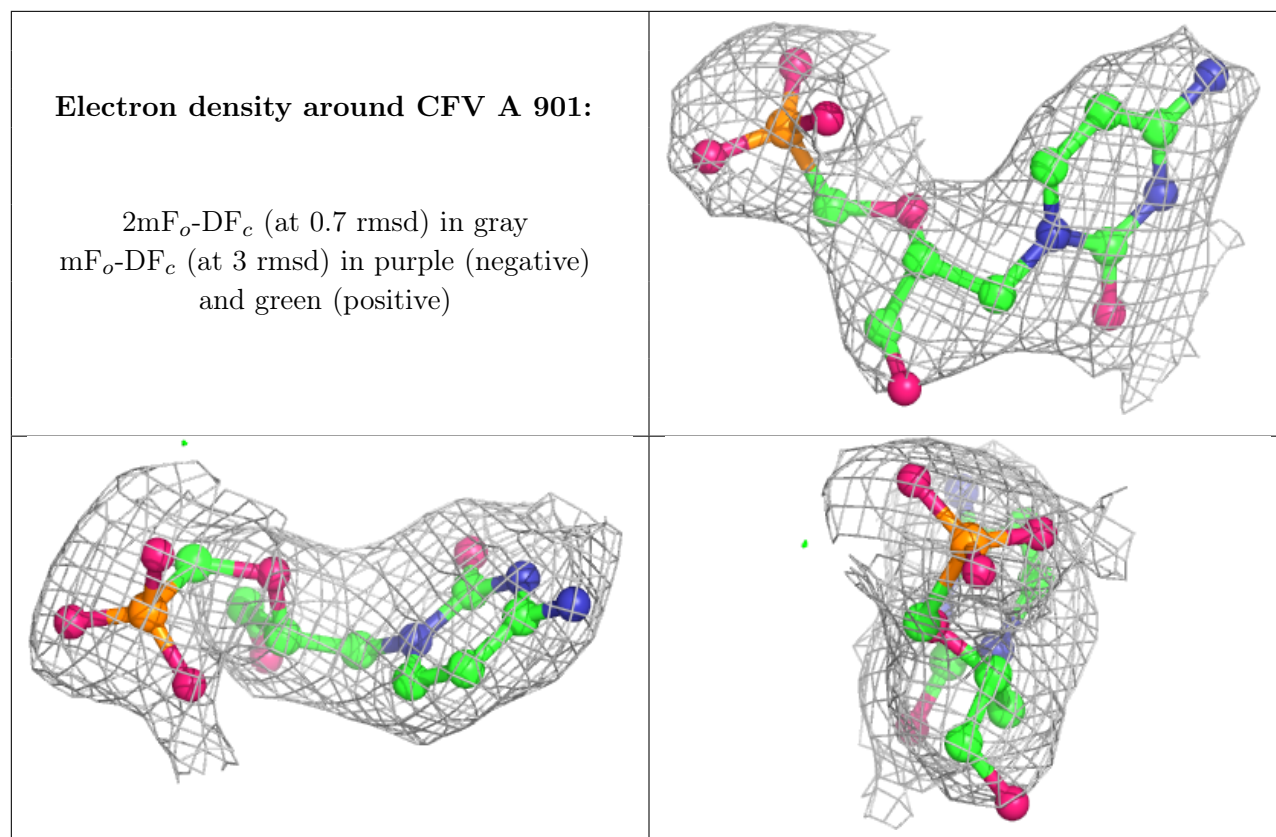 Electron density around CFV A 901:
2mFo-DFc (at 0.7 rmsd) in gray
mFo-DFc (at 3 rmsd) in purple (negative)
and green (positive)